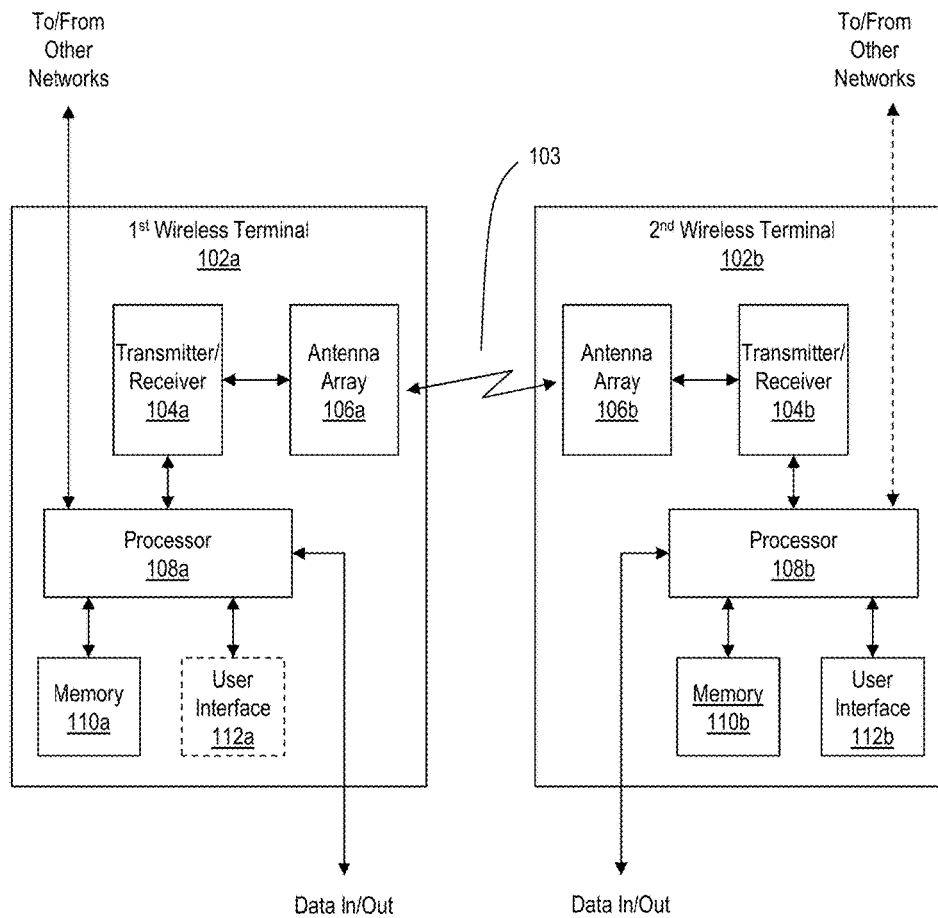 To/From
Other
Networks
To/From
Other
Networks
103
1st Wireless Terminal
102a
2nd Wireless Terminal
102b
Transmitter/
Receiver
104a
Antenna
Array
106a
Antenna
Array
106b
Transmitter/
Receiver
104b
Processor
108a
Processor
108b
Memory
110a
User
Interface
112a
Memory
110b
User
Interface
112b
Data In/Out
Data In/Out